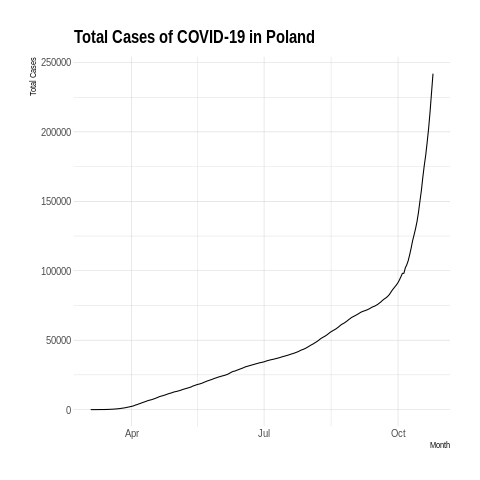 Total Cases of COVID-19 in Poland
Total Cases
250000
200000
150000
100000
50000
0
Apr
Jul
Oct
Month